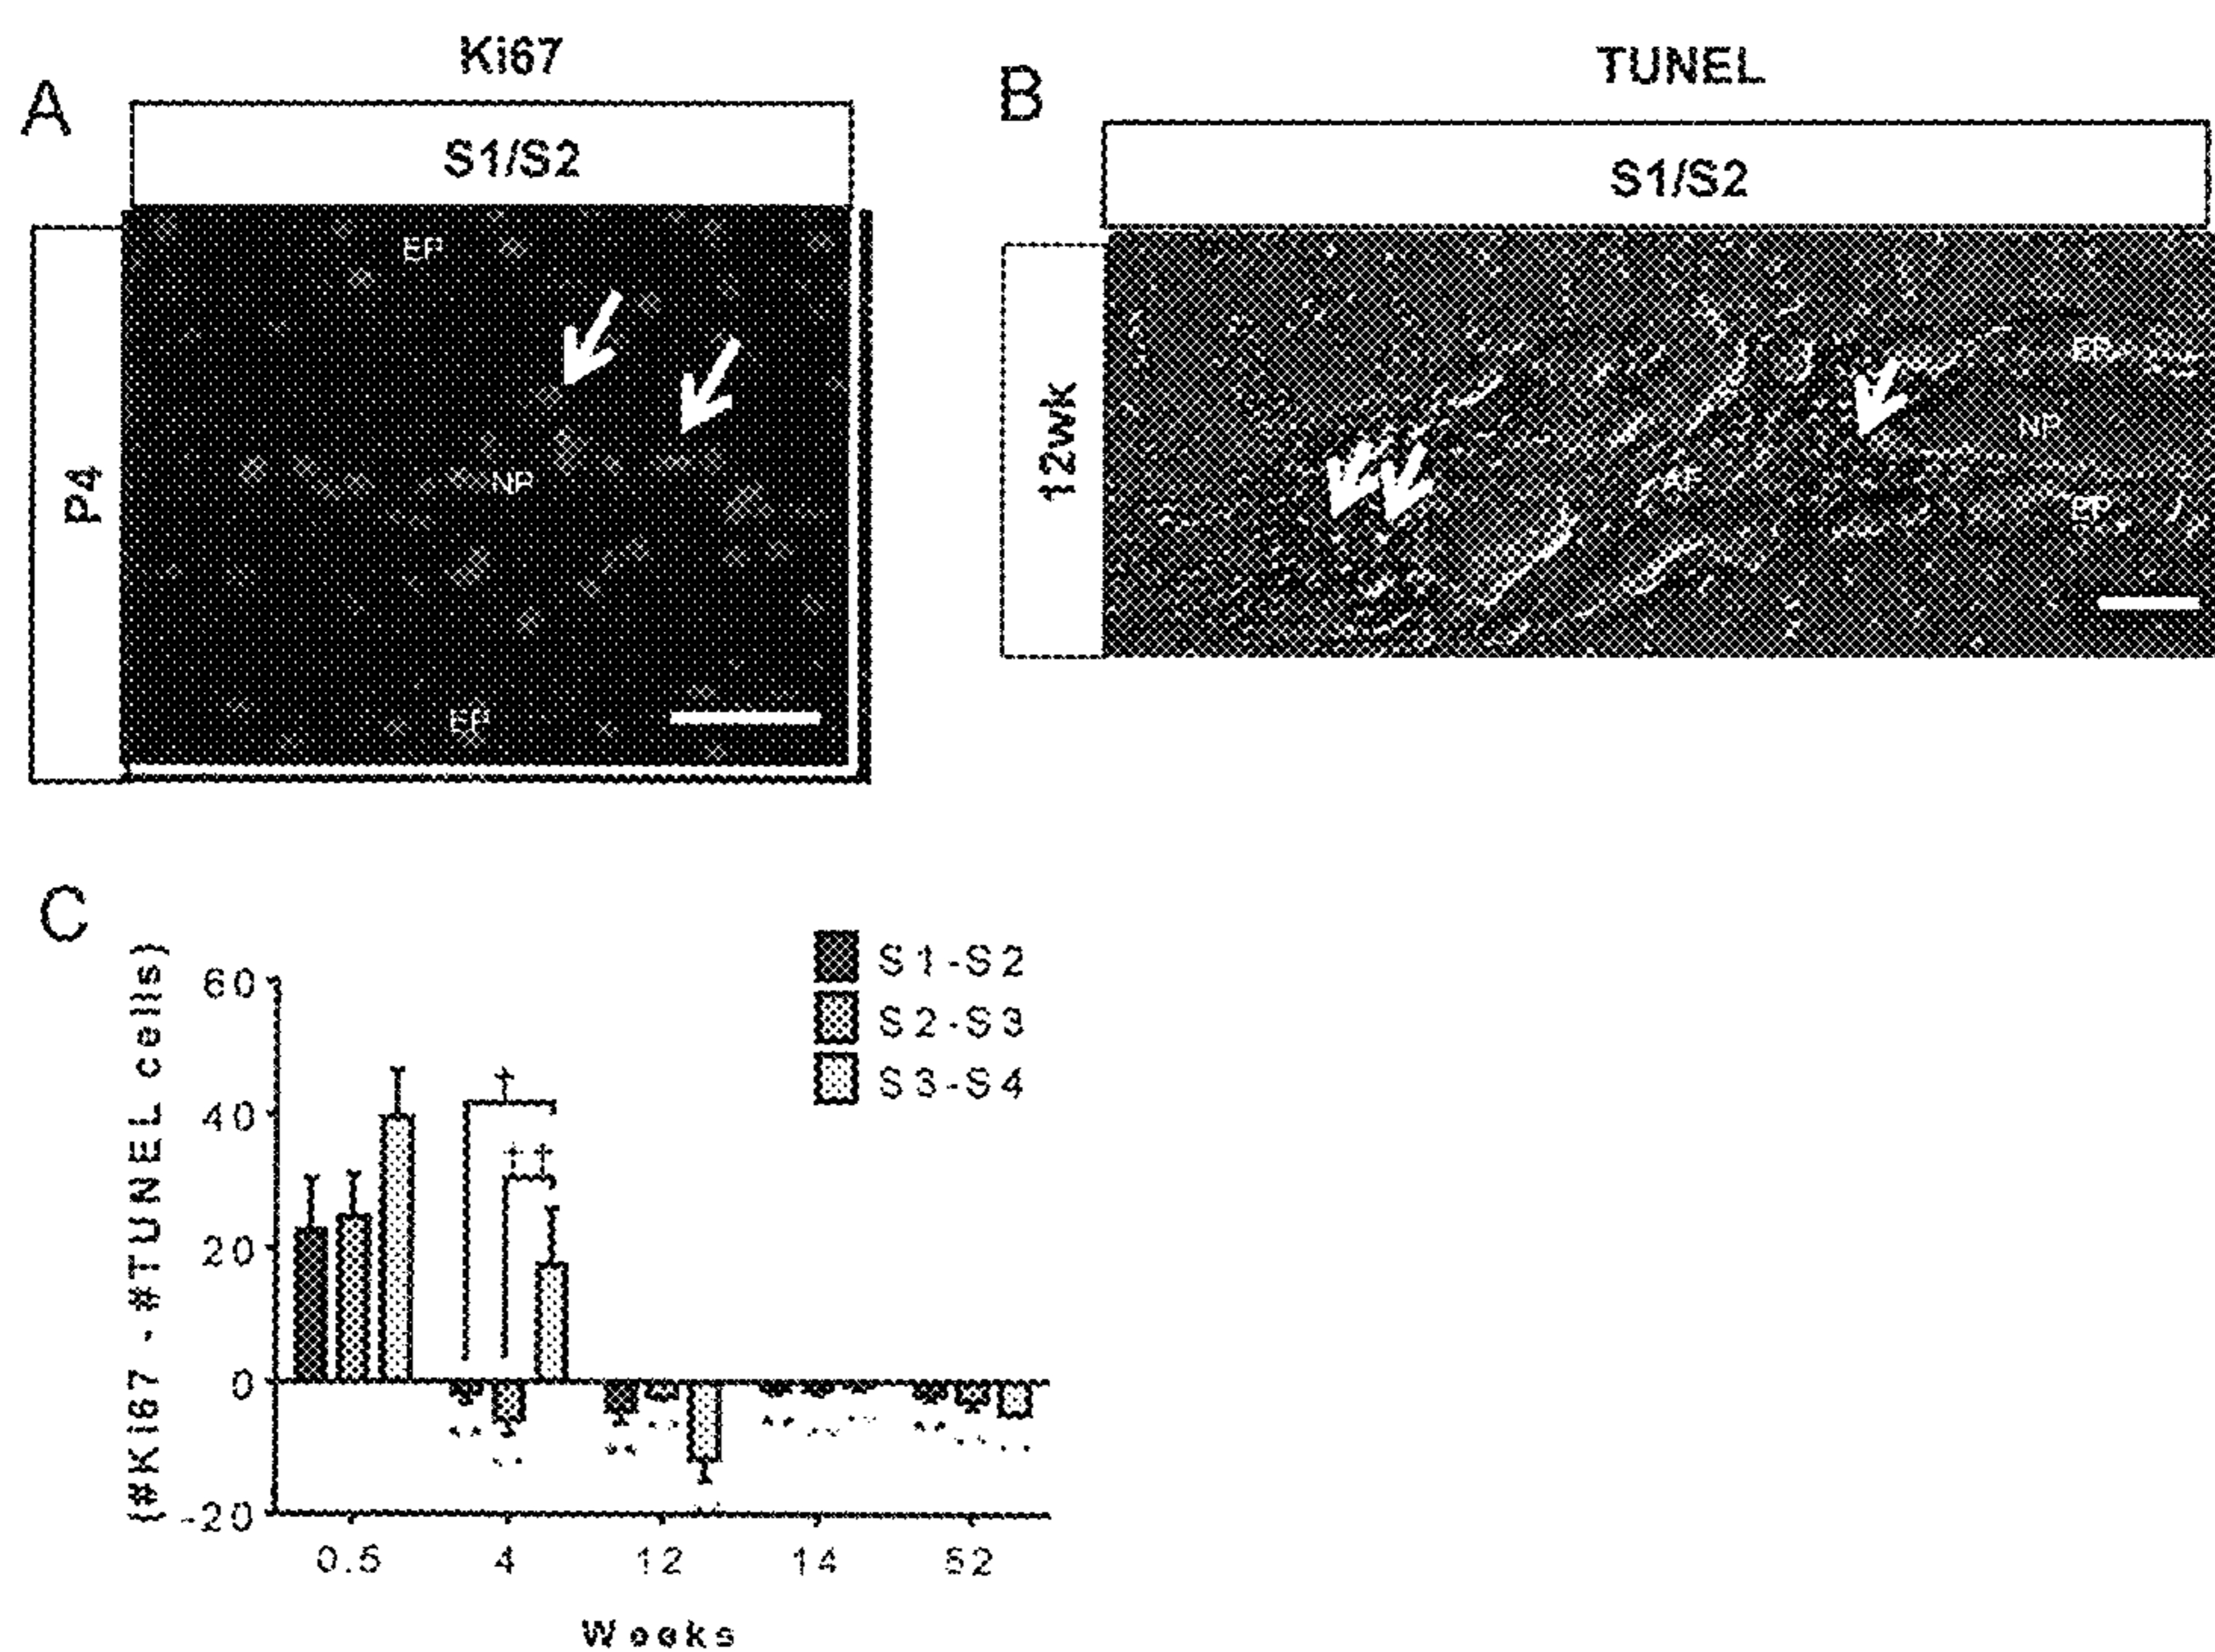 A
Ki67
S1/S2
P4
EP
NP
EP
B
TUNEL
S1/S2
12wk
EP
NP
AF
EP
C
(#Ki67 - #TUNEL cells)
60
40
20
0
-20
S1-S2
S2-S3
S3-S4
†
‡‡
** ** ** ** **
0.5 4 12 14 52
Weeks